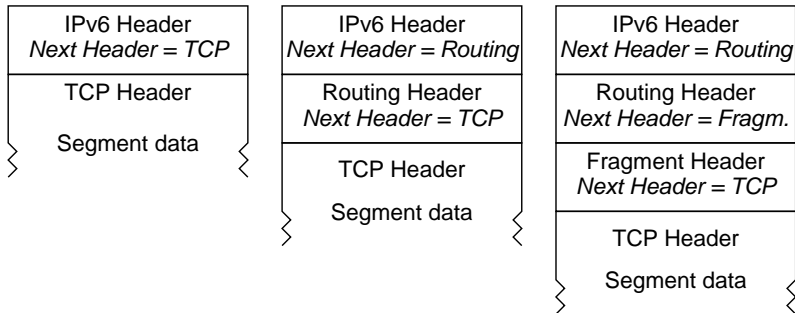 IPv6 Header
Next Header = TCP
TCP Header
Segment data
IPv6 Header
Next Header = Routing
Routing Header
Next Header = TCP
TCP Header
Segment data
IPv6 Header
Next Header = Routing
Routing Header
Next Header = Fragm.
Fragment Header
Next Header = TCP
TCP Header
Segment data